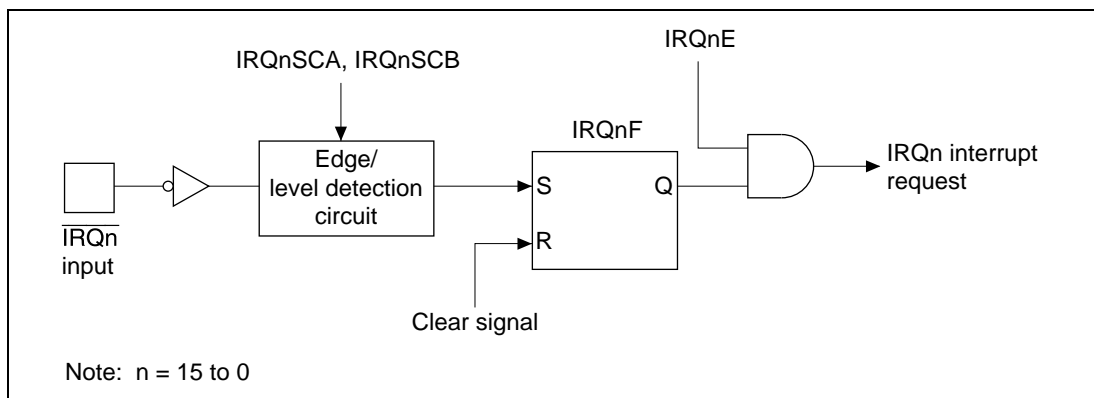 IRQnE
IRQnSCA, IRQnSCB
IRQnF
Edge/
level detection
circuit
S
Q
R
IRQn interrupt
request
IRQn
input
Clear signal
Note: n = 15 to 0